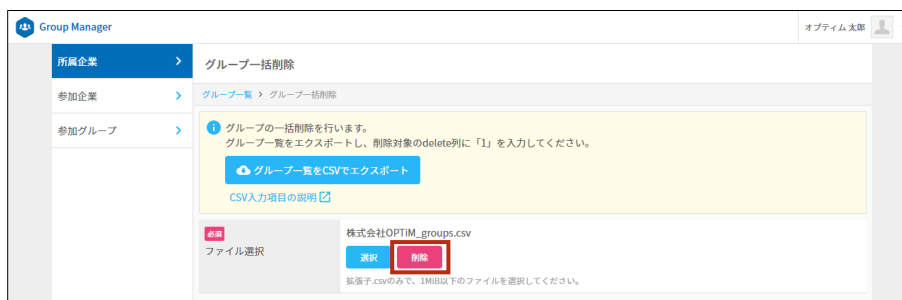 Group Manager
オプティム 太郎
所属企業
参加企業
参加グループ
グループ一括削除
グループ一覧 > グループ一括削除
グループの一括削除を行います。
グループ一覧をエクスポートし、削除対象のdelete列に「1」を入力してください。
グループ一覧をCSVでエクスポート
CSV入力項目の説明
必須
ファイル選択
株式会社OPTiM_groups.csv
選択 削除
拡張子.csvのみで、1MiB以下のファイルを選択してください。